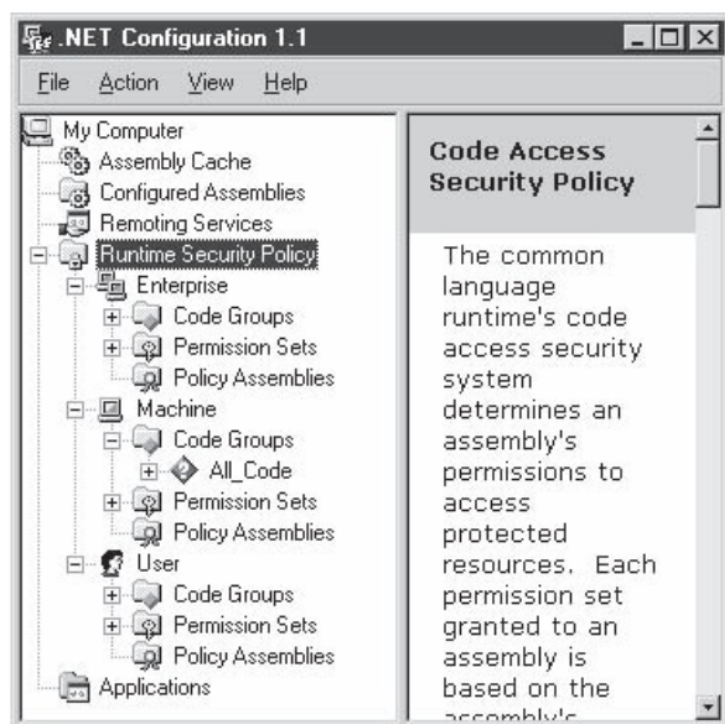 .NET Configuration 1.1
File Action View Help
My Computer
Assembly Cache
Configured Assemblies
Remoting Services
Runtime Security Policy
Enterprise
Code Groups
Permission Sets
Policy Assemblies
Machine
Code Groups
All_Code
Permission Sets
Policy Assemblies
User
Code Groups
Permission Sets
Policy Assemblies
Applications
Code Access
Security Policy
The common
language
runtime's code
access security
system
determines an
assembly's
permissions to
access
protected
resources. Each
permission set
granted to an
assembly is
based on the
assembly's